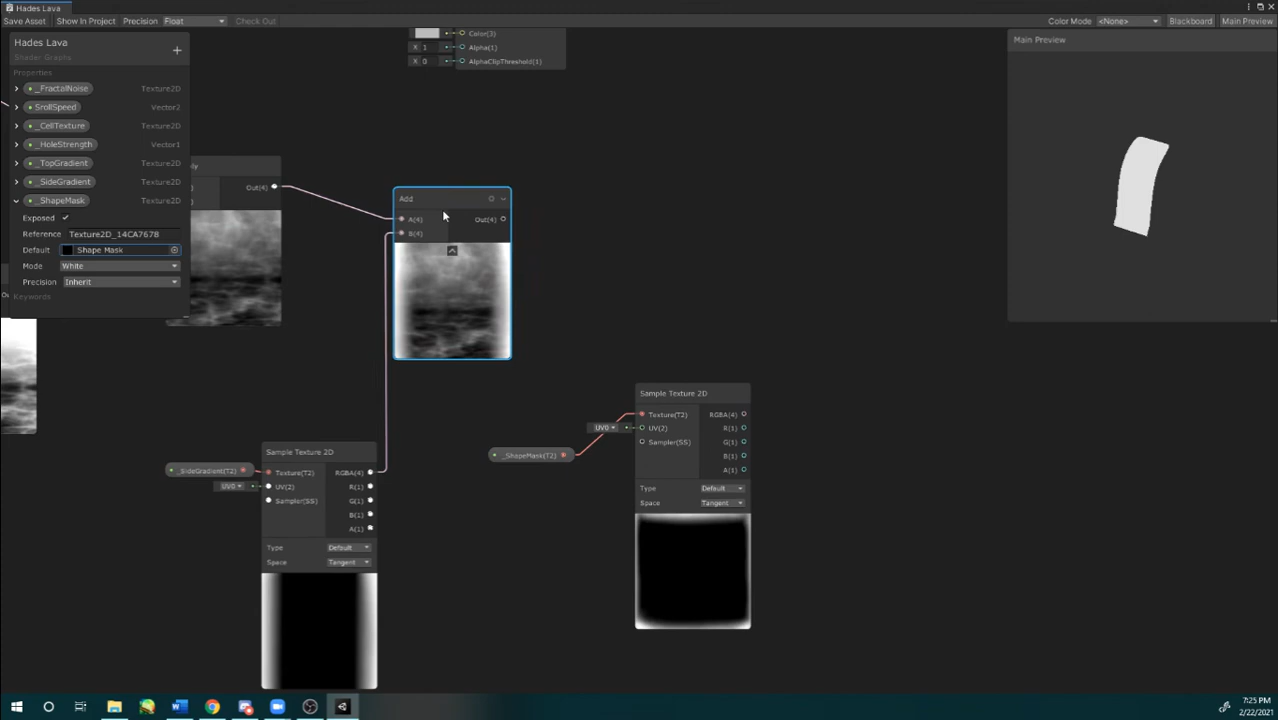 Hades Lava
Save Asset Show In Project Precision Float Check Out Color Mode <None> Blackboard Main Preview
Hades Lava
Shader Graphs
Properties
_FractalNoise Texture2D
SrollSpeed Vector2
_CellTexture Texture2D
_HoleStrength Vector1
_TopGradient Texture2D
_SideGradient Texture2D
_ShapeMask Texture2D
Exposed
Reference Texture2D_14CA7678
Default Shape Mask
Mode White
Precision Inherit
Keywords
Color(3)
X 1 Alpha(1)
X 0 AlphaClipThreshold(1)
Main Preview
Out(4)
Add
A(4) Out(4)
B(4)
Sample Texture 2D
Texture(T2) RGBA(4)
UV0 UV(2) R(1)
Sampler(SS) G(1)
B(1)
A(1)
Type Default
Space Tangent
_ShapeMask(T2)
Sample Texture 2D
_SideGradient(T2) Texture(T2) RGBA(4)
UV0 UV(2) R(1)
Sampler(SS) G(1)
B(1)
A(1)
Type Default
Space Tangent
7:25 PM
2/22/2021